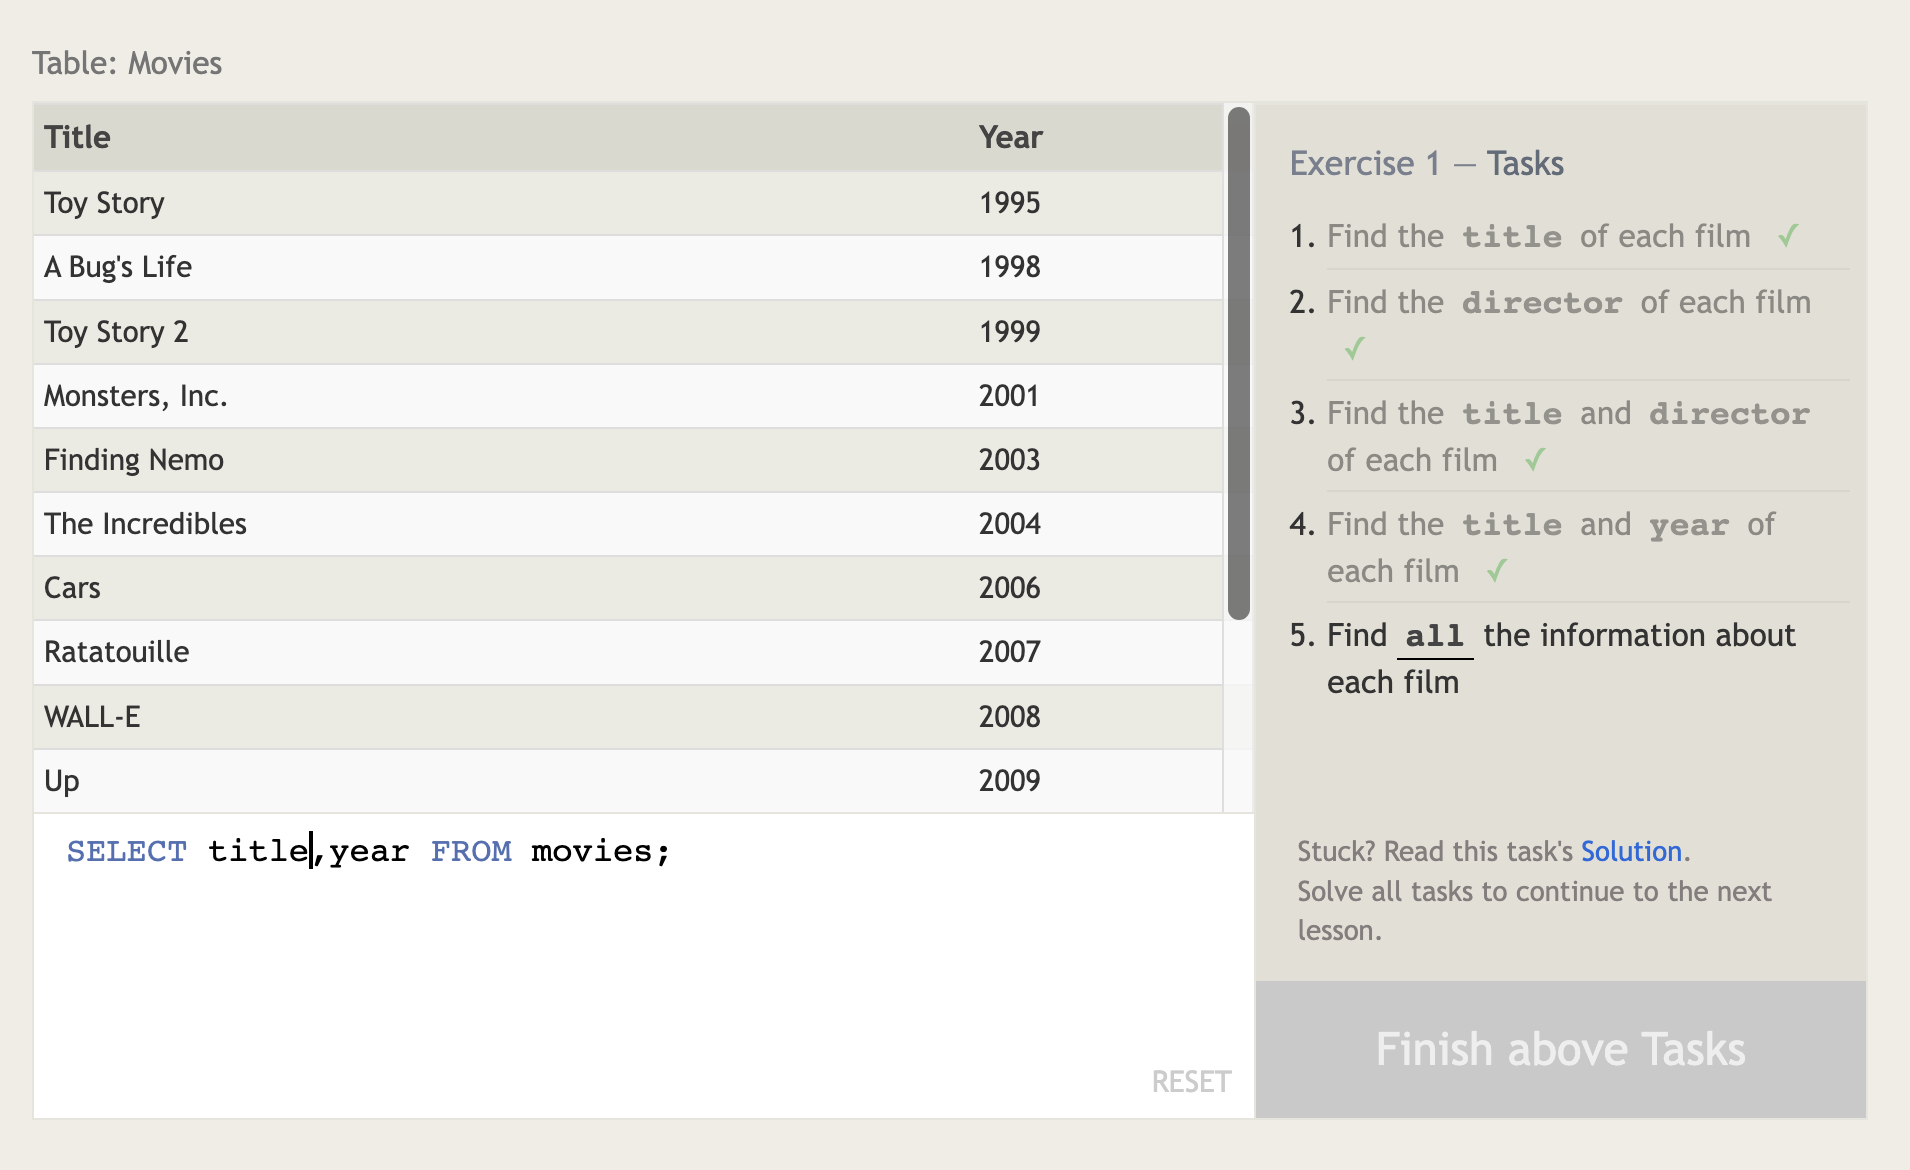 Table: Movies
Title Year
Toy Story 1995
A Bug's Life 1998
Toy Story 2 1999
Monsters, Inc. 2001
Finding Nemo 2003
The Incredibles 2004
Cars 2006
Ratatouille 2007
WALL-E 2008
Up 2009
SELECT title,year FROM movies;
RESET
Exercise 1 — Tasks
1. Find the title of each film ✓
2. Find the director of each film
✓
3. Find the title and director
of each film ✓
4. Find the title and year of
each film ✓
5. Find all the information about
each film
Stuck? Read this task's Solution.
Solve all tasks to continue to the next
lesson.
Finish above Tasks